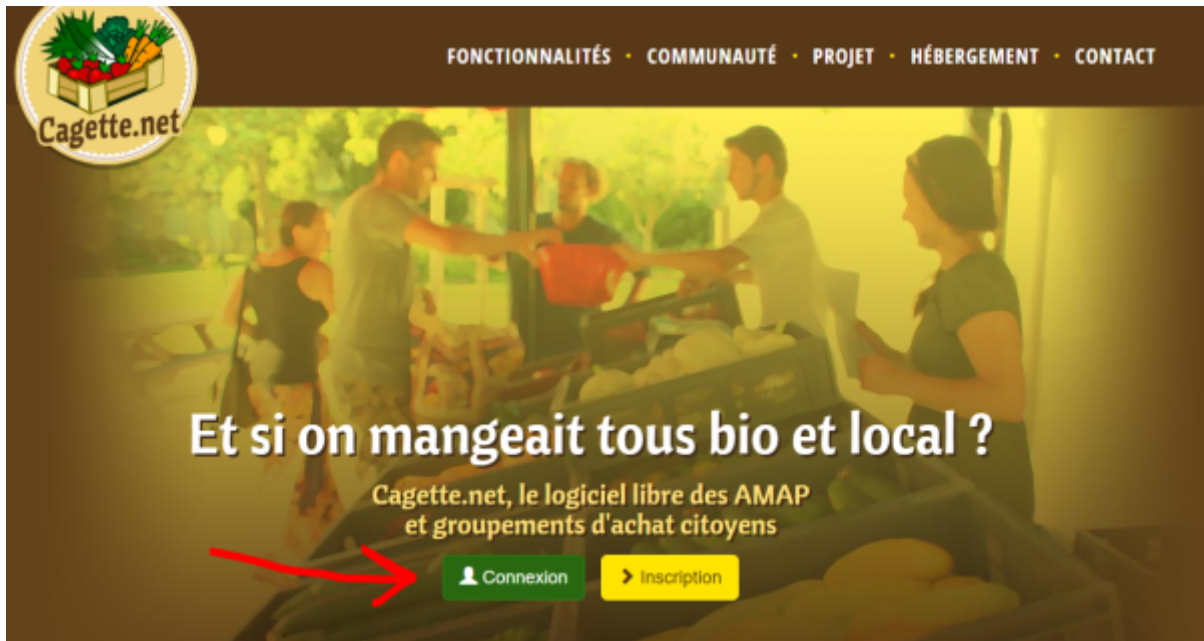 Cagette.net
FONCTIONNALITÉS · COMMUNAUTÉ · PROJET · HÉBERGEMENT · CONTACT
Et si on mangeait tous bio et local ?
Cagette.net, le logiciel libre des AMAP
et groupements d'achat citoyens
Connexion
Inscription